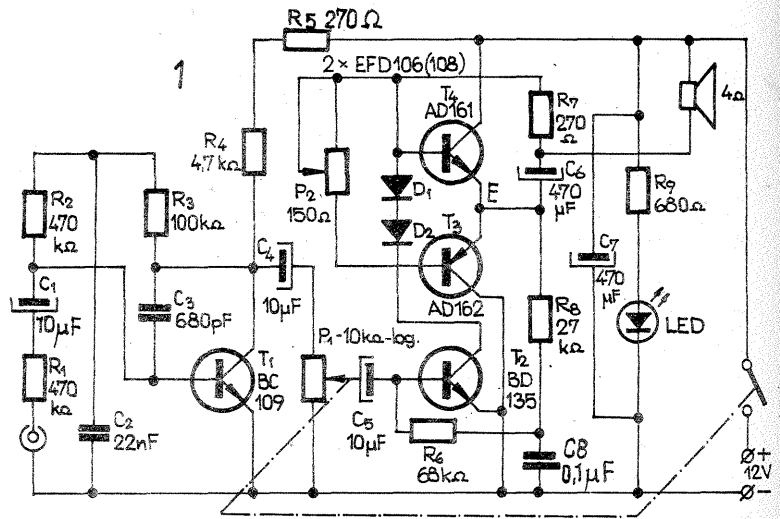 R5 270Ω
1
2 × EFD106(108)
T4
AD161
R7
270
Ω
4Ω
R4
4,7kΩ
P2
150Ω
D1
E
C6
470
μF
R9
680Ω
R2
470
kΩ
R3
100kΩ
D2
T3
C7
470
μF
C4
10μF
AD162
C1
10μF
C3
680pF
R8
27
kΩ
LED
P1-10kΩ-log.
R1
470
kΩ
T1
BC
109
T2
BD
135
C5
10μF
C2
22nF
R6
68kΩ
C8
0,1μF
+
12V
−